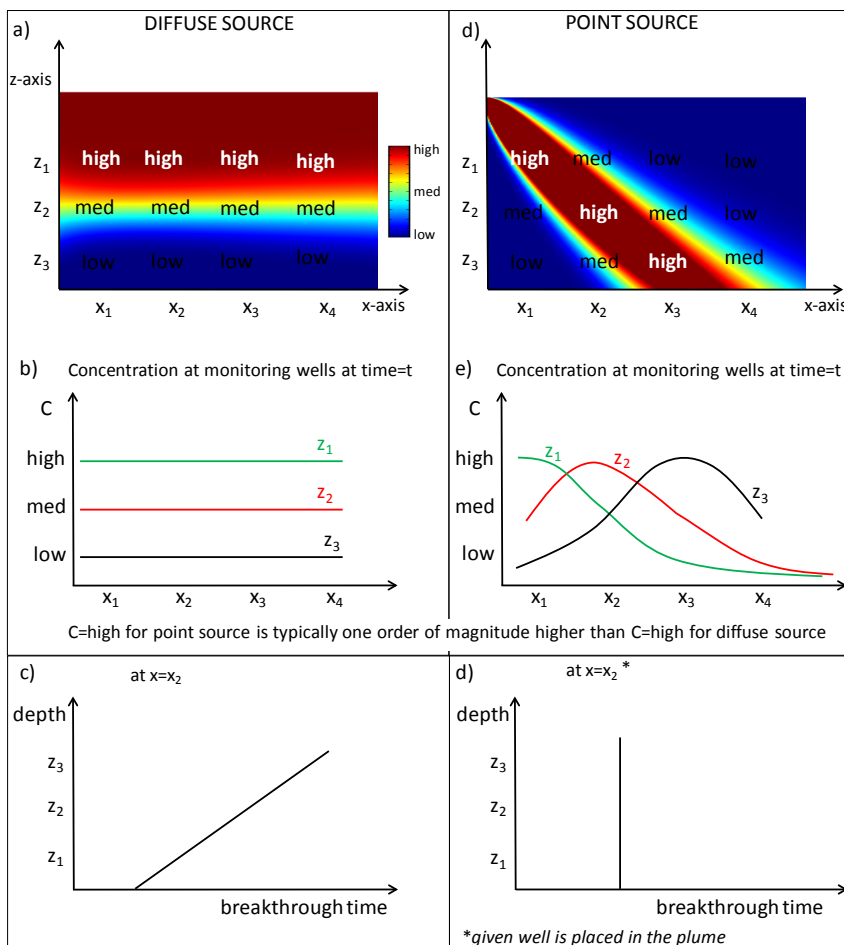 DIFFUSE SOURCE
a)
z-axis
high high high high
z1
med med med med
z2
low low low low
z3
high
med
low
x1 x2 x3 x4 x-axis
POINT SOURCE
d)
high med low low
z1
med high med low
z2
low med high med
z3
x1 x2 x3 x4 x-axis
b) Concentration at monitoring wells at time=t
C
high
med
low
z1
z2
z3
x1 x2 x3 x4
e) Concentration at monitoring wells at time=t
C
high
med
low
z2
z1
z3
x1 x2 x3 x4
C=high for point source is typically one order of magnitude higher than C=high for diffuse source
c) at x=x2
depth
z3
z2
z1
breakthrough time
d) at x=x2 *
depth
z3
z2
z1
breakthrough time
*given well is placed in the plume